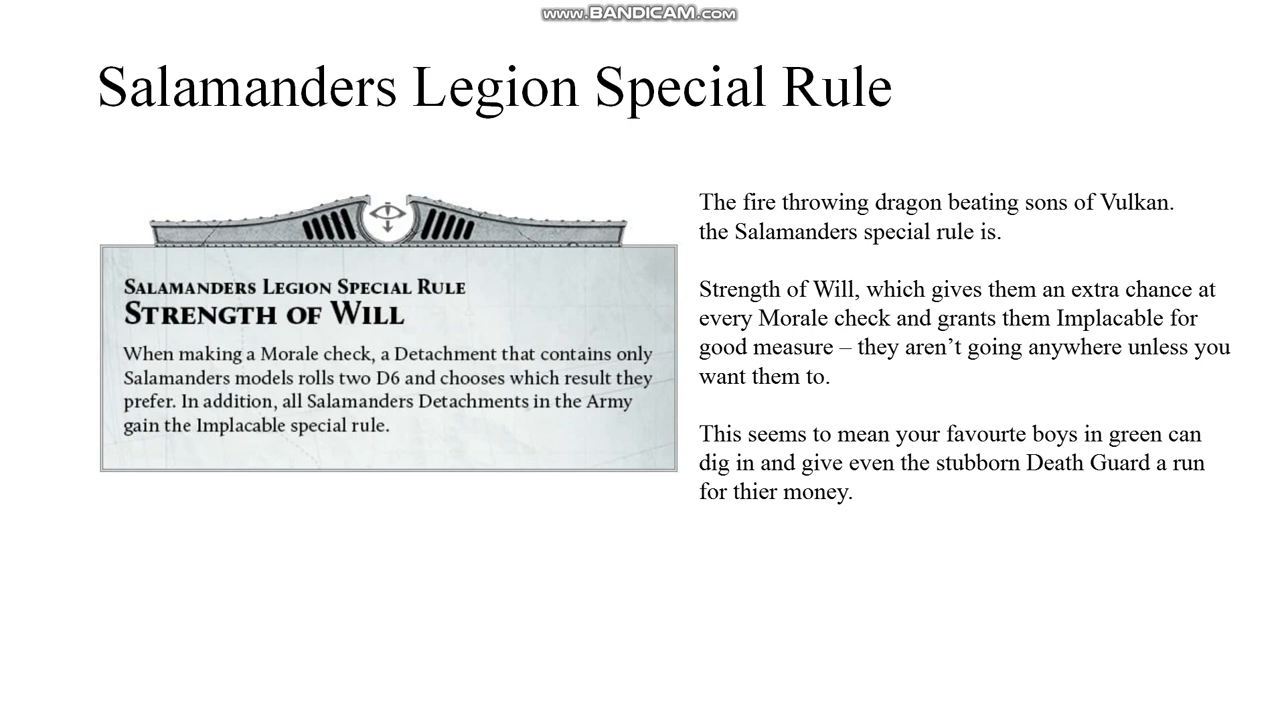 www.BANDICAM.com
Salamanders Legion Special Rule
Salamanders Legion Special Rule
Strength of Will
When making a Morale check, a Detachment that contains only
Salamanders models rolls two D6 and chooses which result they
prefer. In addition, all Salamanders Detachments in the Army
gain the Implacable special rule.
The fire throwing dragon beating sons of Vulkan.
the Salamanders special rule is.
Strength of Will, which gives them an extra chance at
every Morale check and grants them Implacable for
good measure – they aren’t going anywhere unless you
want them to.
This seems to mean your favourte boys in green can
dig in and give even the stubborn Death Guard a run
for thier money.